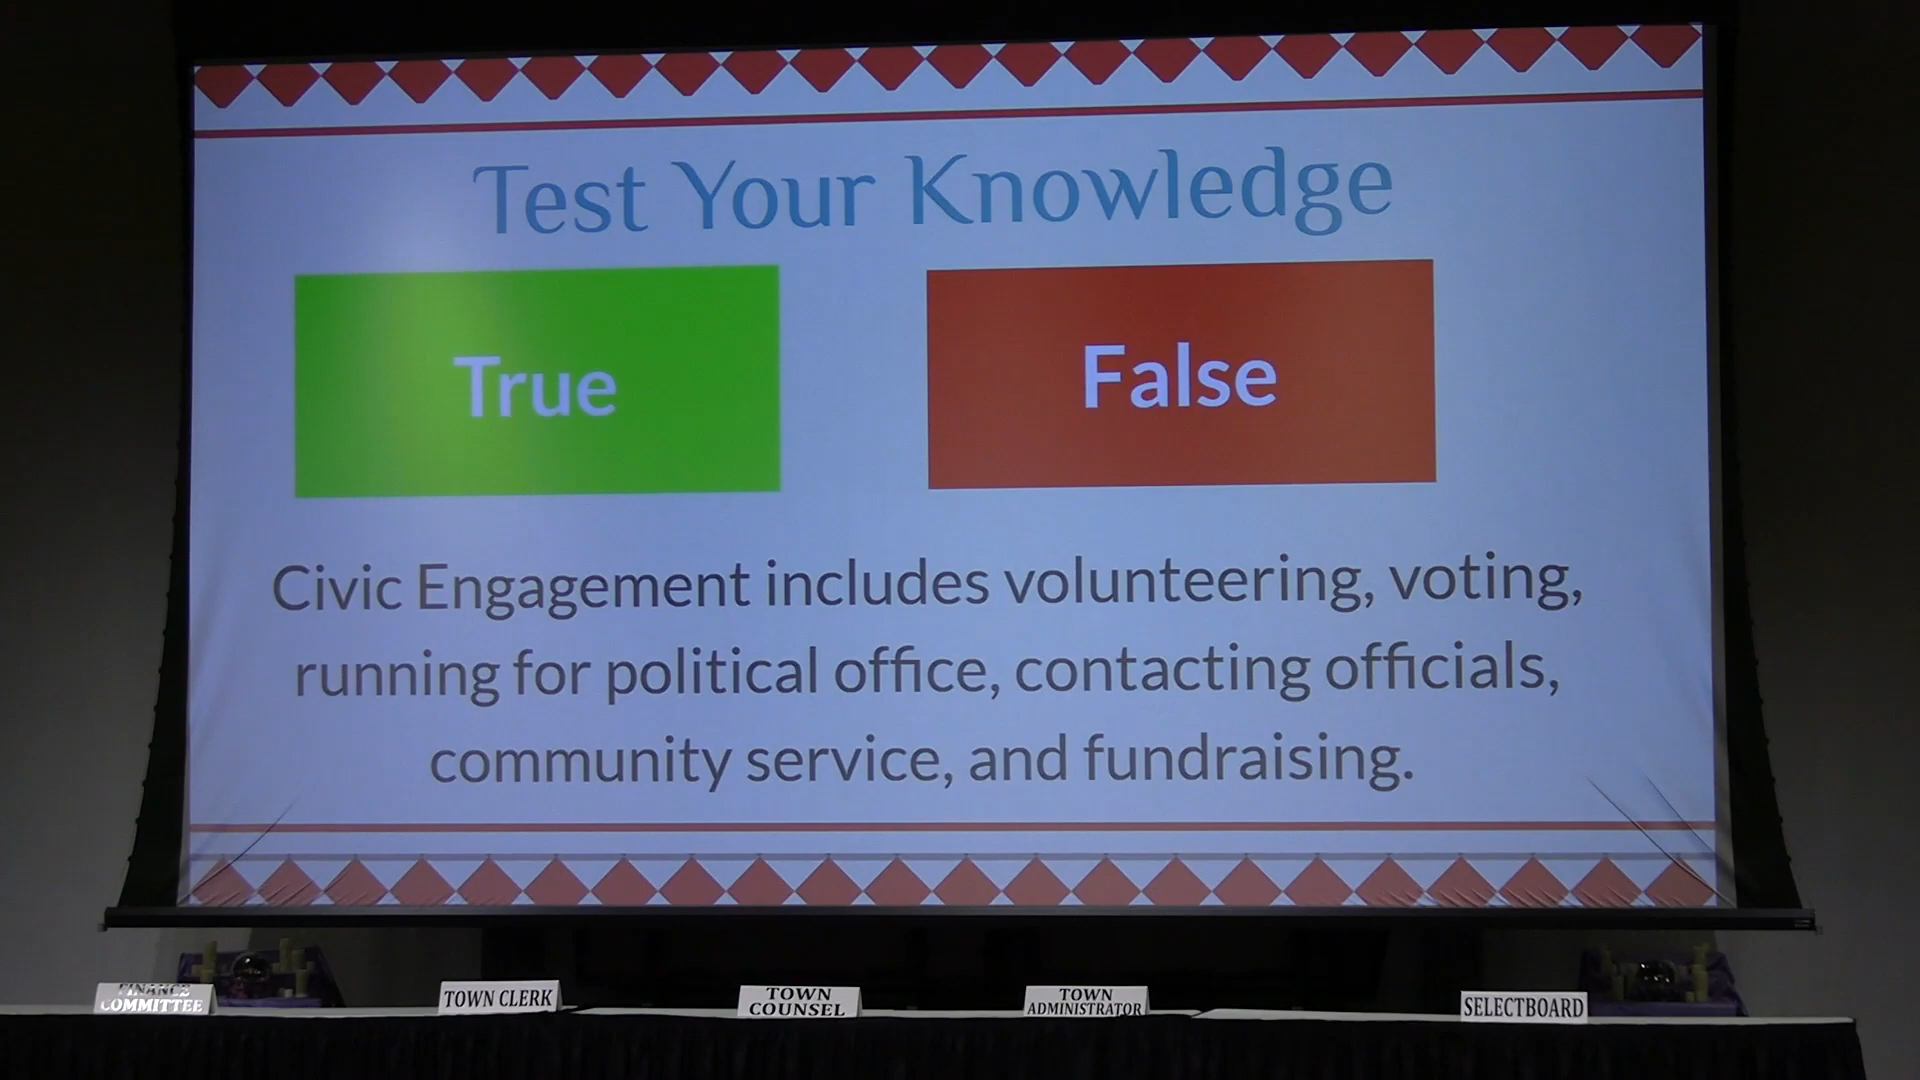 Test Your Knowledge
True
False
Civic Engagement includes volunteering, voting,
running for political office, contacting officials,
community service, and fundraising.
FINANCE
COMMITTEE
TOWN CLERK
TOWN
COUNSEL
TOWN
ADMINISTRATOR
SELECTBOARD